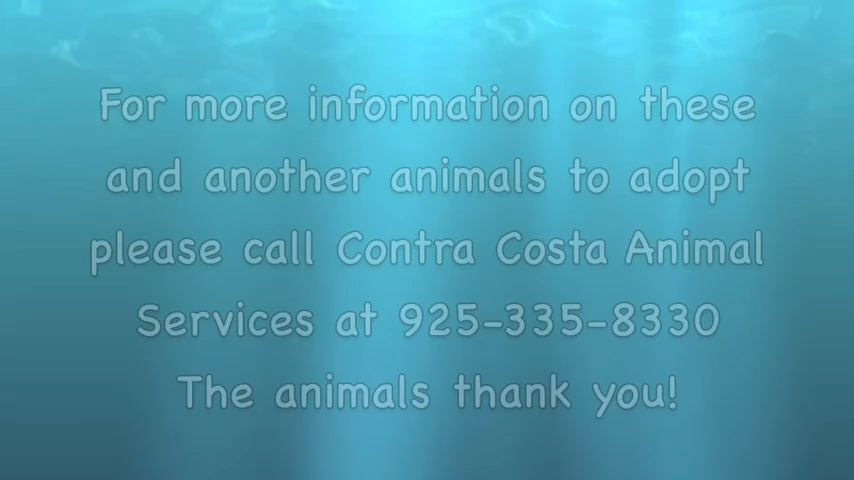 For more information on these
and another animals to adopt
please call Contra Costa Animal
Services at 925-335-8330
The animals thank you!